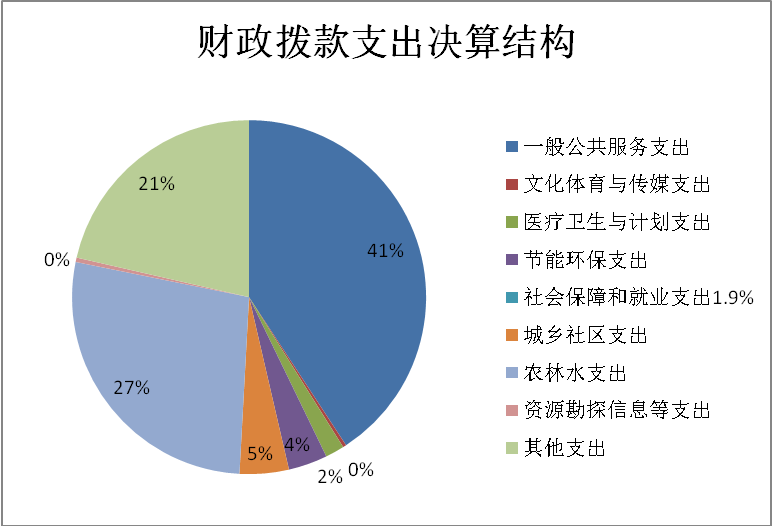 财政拨款支出决算结构
41%
0%
2%
4%
5%
27%
0%
21%
一般公共服务支出
文化体育与传媒支出
医疗卫生与计划支出
节能环保支出
社会保障和就业支出1.9%
城乡社区支出
农林水支出
资源勘探信息等支出
其他支出